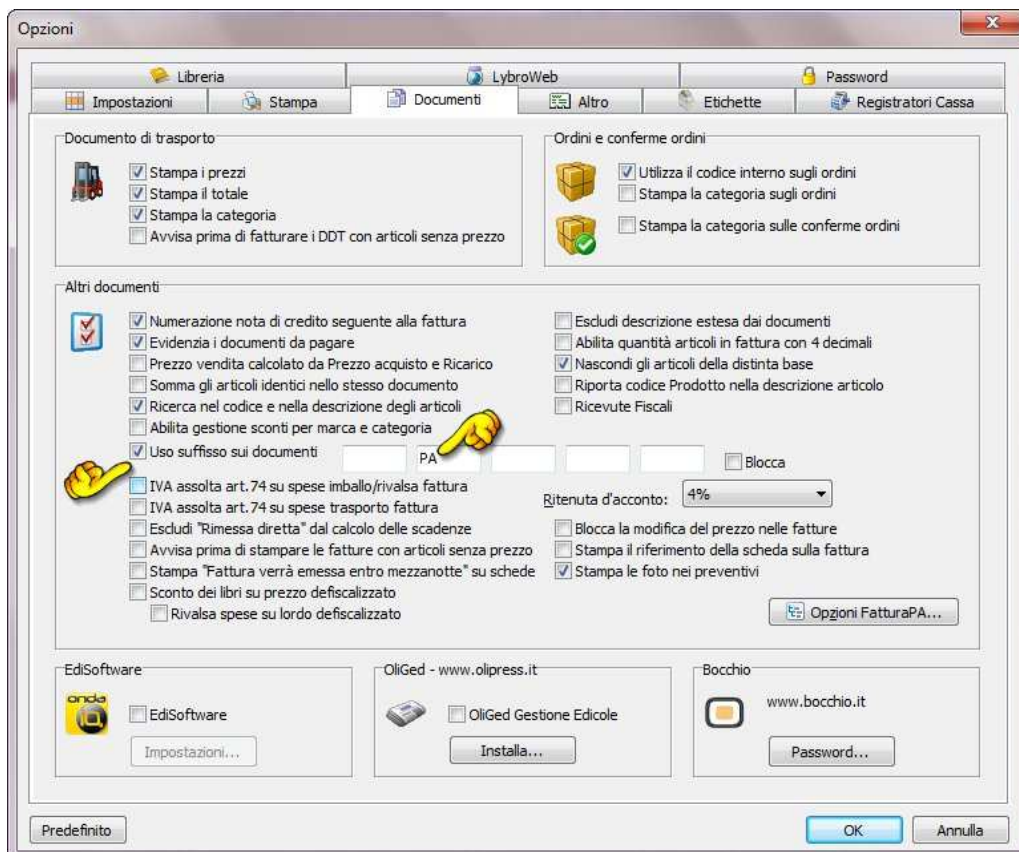 Opzioni
Libreria
LybroWeb
Password
Impostazioni
Stampa
Documenti
Altro
Etichette
Registratori Cassa
Documento di trasporto
Stampa i prezzi
Stampa il totale
Stampa la categoria
Avvisa prima di fatturare i DDT con articoli senza prezzo
Ordini e conferme ordini
Utilizza il codice interno sugli ordini
Stampa la categoria sugli ordini
Stampa la categoria sulle conferme ordini
Altri documenti
Numerazione nota di credito seguente alla fattura
Evidenzia i documenti da pagare
Prezzo vendita calcolato da Prezzo acquisto e Ricarico
Somma gli articoli identici nello stesso documento
Ricerca nel codice e nella descrizione degli articoli
Abilita gestione sconti per marca e categoria
Escludi descrizione estesa dai documenti
Abilita quantità articoli in fattura con 4 decimali
Nascondi gli articoli della distinta base
Riporta codice Prodotto nella descrizione articolo
Ricevute Fiscali
Uso suffisso sui documenti
PA
Blocca
IVA assolta art.74 su spese imballo/rivalsa fattura
IVA assolta art.74 su spese trasporto fattura
Escludi "Rimessa diretta" dal calcolo delle scadenze
Avvisa prima di stampare le fatture con articoli senza prezzo
Stampa "Fattura verrà emessa entro mezzanotte" su schede
Sconto dei libri su prezzo defiscalizzato
Rivalsa spese su lordo defiscalizzato
Ritenuta d'acconto: 4%
Blocca la modifica del prezzo nelle fatture
Stampa il riferimento della scheda sulla fattura
Stampa le foto nei preventivi
Opzioni FatturaPA...
EdiSoftware
onda
iQ
EdiSoftware
Impostazioni...
OliGed - www.olipress.it
OliGed Gestione Edicole
Installa...
Bocchio
www.bocchio.it
Password...
Predefinito
OK
Annulla